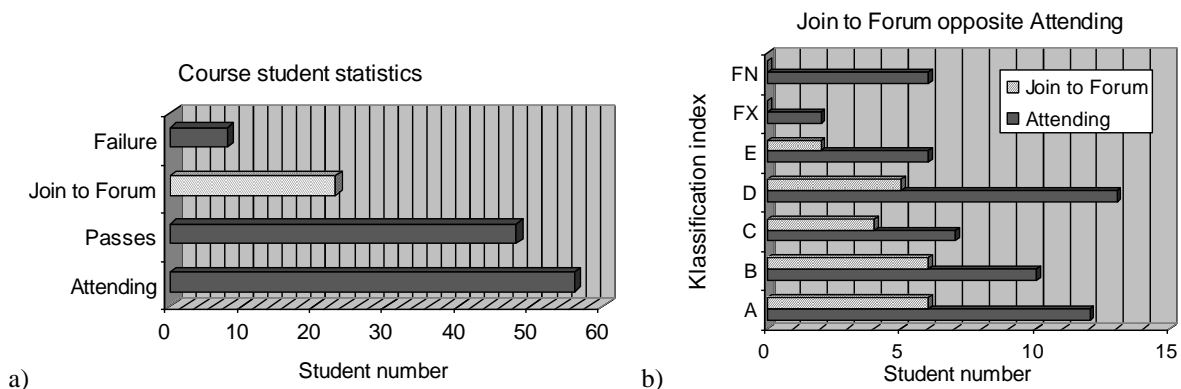 Course student statistics
Failure
Join to Forum
Passes
Attending
0 10 20 30 40 50 60
Student number
a)
Join to Forum opposite Attending
Klassification index
FN
FX
E
D
C
B
A
Join to Forum
Attending
0 5 10 15
Student number
b)